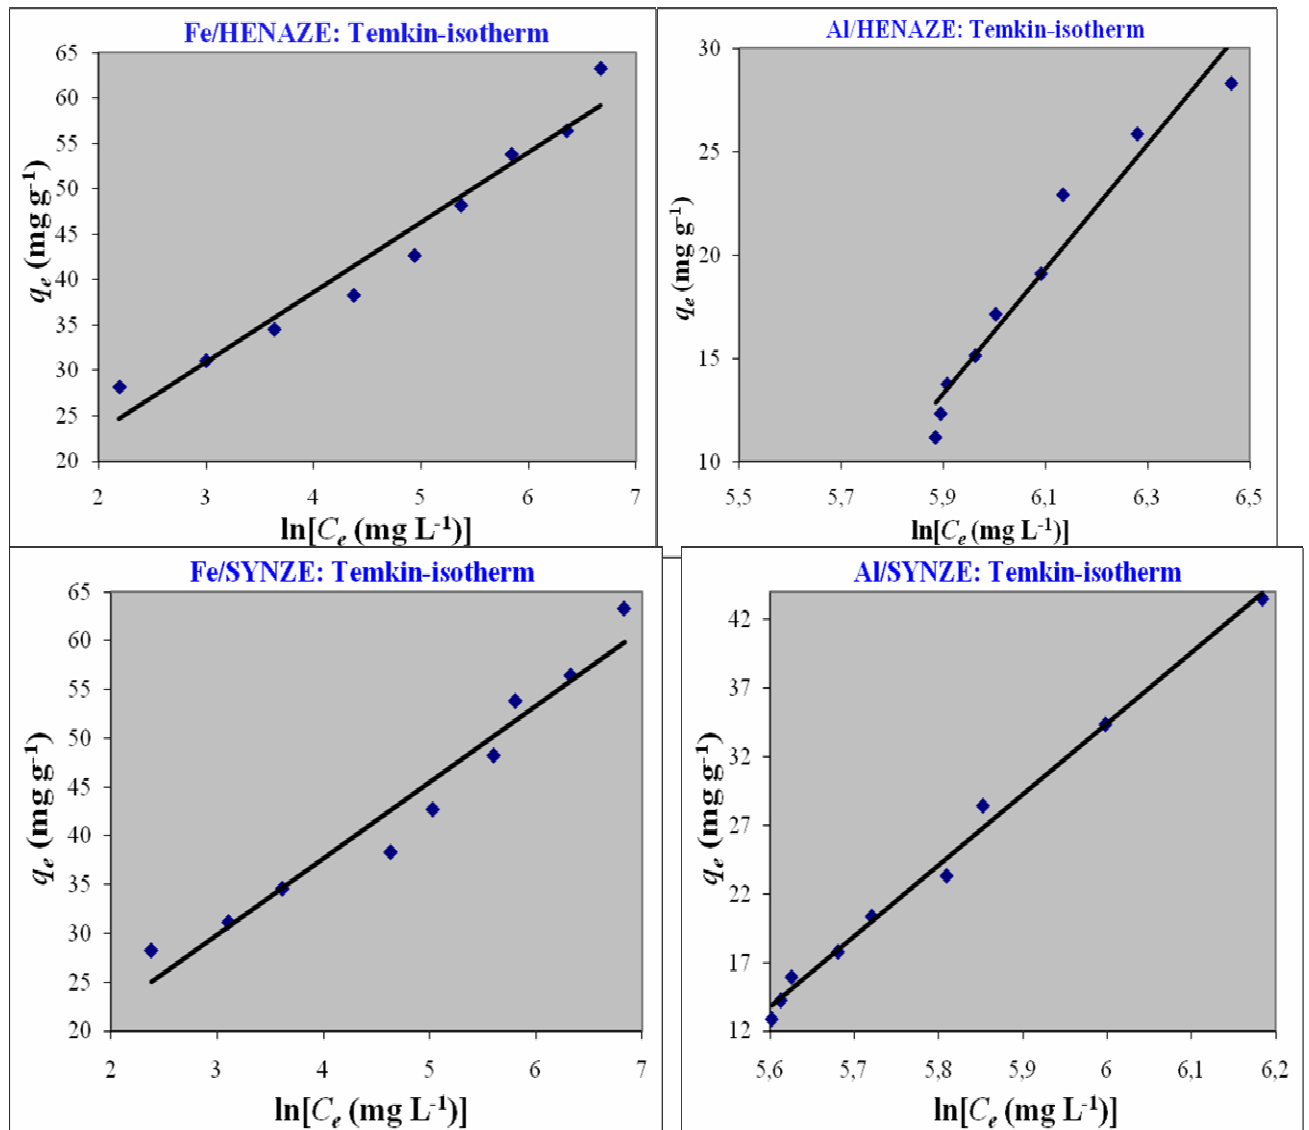 Fe/HENAZE: Temkin-isotherm
65
60
55
50
45
40
35
30
25
20
qe (mg g-1)
2 3 4 5 6 7
ln[Ce (mg L-1)]
Al/HENAZE: Temkin-isotherm
30
25
20
15
10
qe (mg g-1)
5,5 5,7 5,9 6,1 6,3 6,5
ln[Ce (mg L-1)]
Fe/SYNZE: Temkin-isotherm
65
60
55
50
45
40
35
30
25
20
qe (mg g-1)
2 3 4 5 6 7
ln[Ce (mg L-1)]
Al/SYNZE: Temkin-isotherm
42
37
32
27
22
17
12
qe (mg g-1)
5,6 5,7 5,8 5,9 6 6,1 6,2
ln[Ce (mg L-1)]